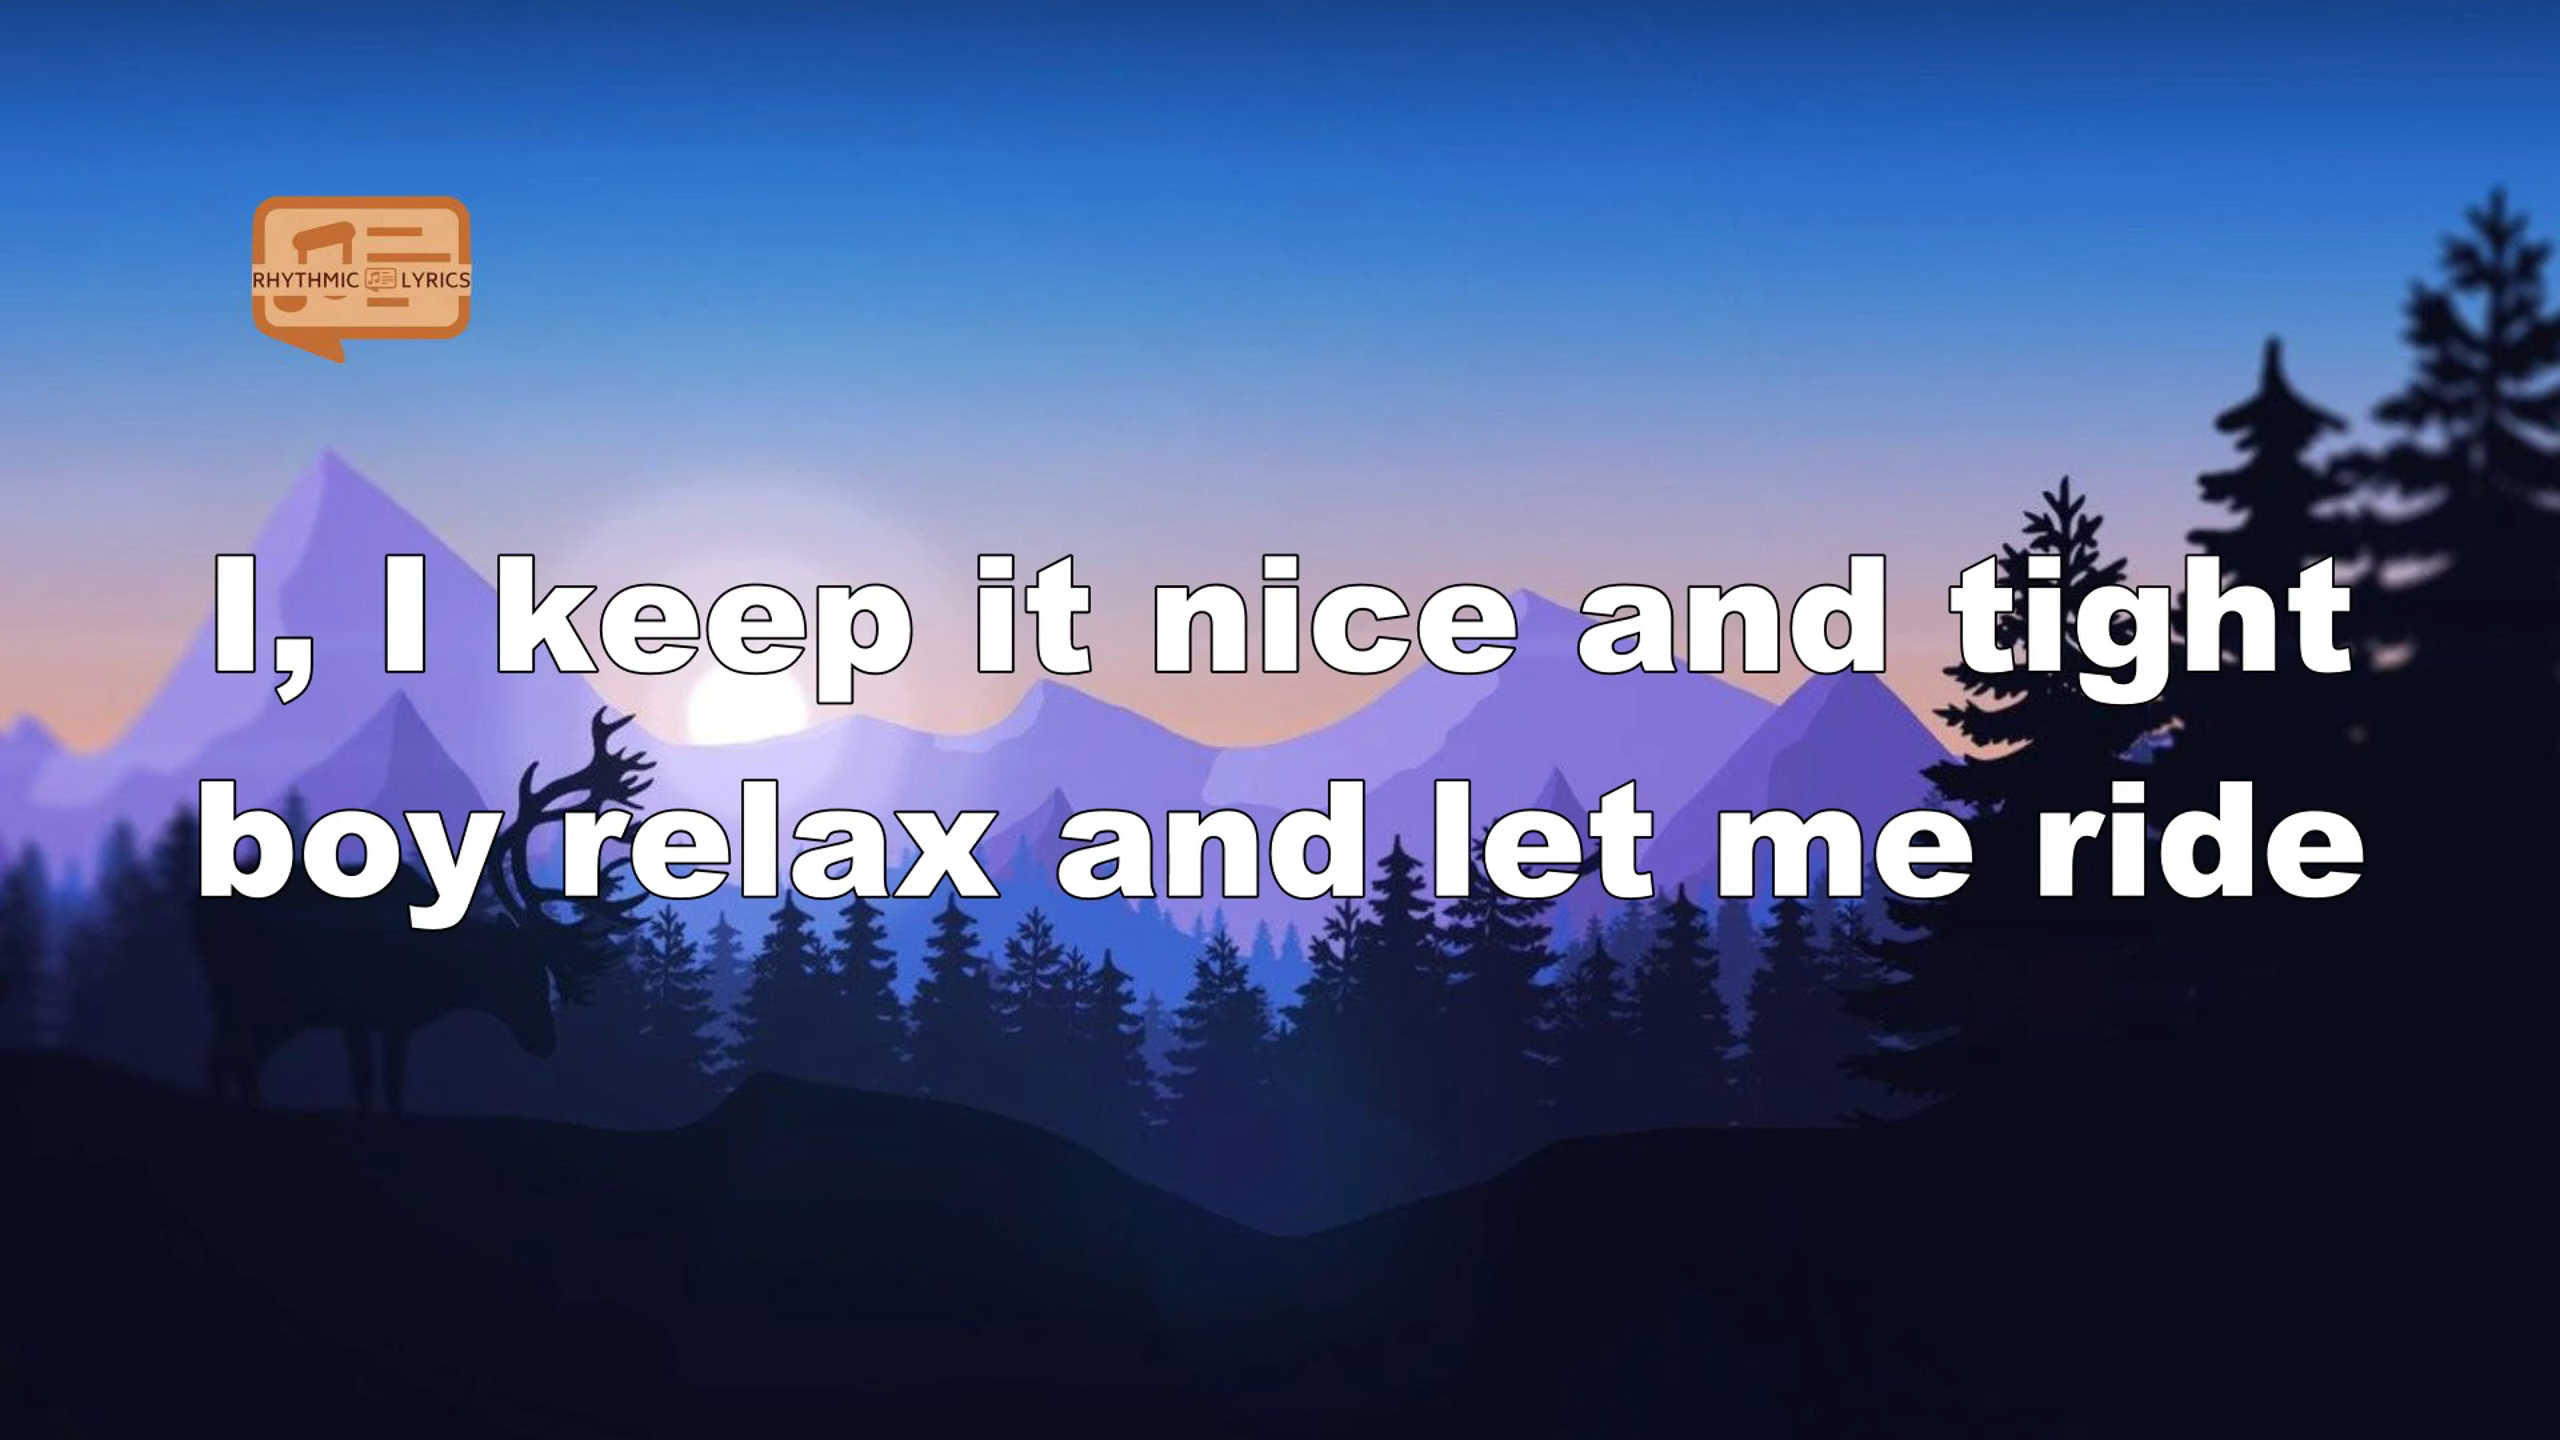 RHYTHMIC LYRICS
I, I keep it nice and tight
boy relax and let me ride